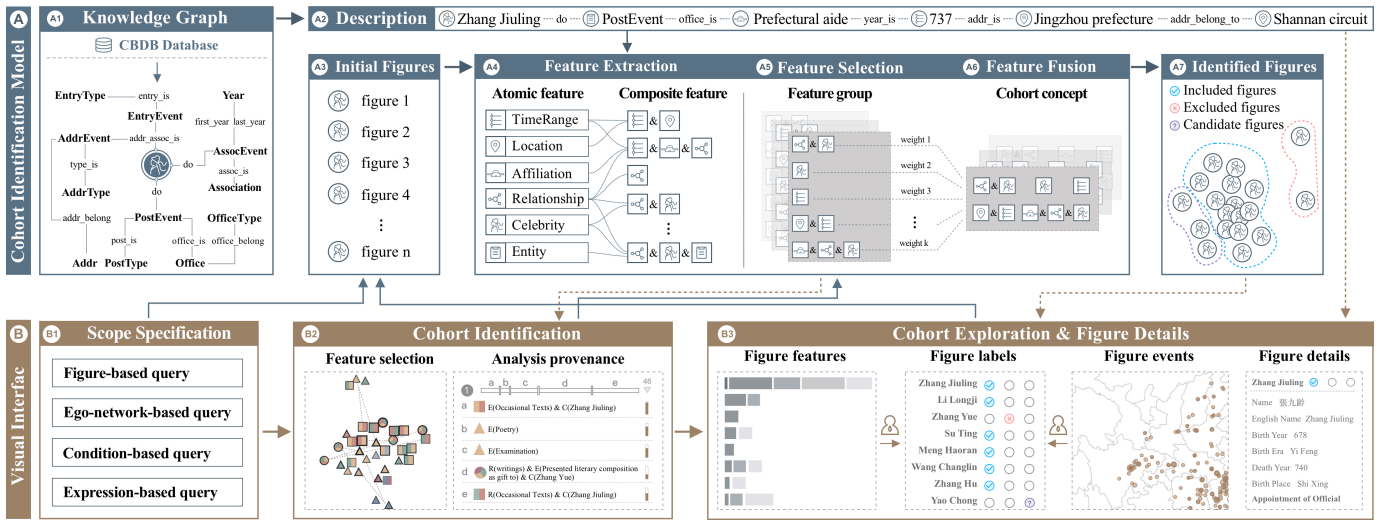 A
Cohort Identification Model
A1 Knowledge Graph
CBDB Database
EntryType
entry_is
Year
EntryEvent
first_year
last_year
AddrEvent
addr_assoc_is
type_is
do
AssocEvent
assoc_is
AddrType
do
Association
addr_belong
PostEvent
OfficeType
post_is
office_is
office_belong
Addr
PostType
Office
A2 Description
Zhang Jiuling do PostEvent office_is Prefectural aide year_is 737 addr_is Jingzhou prefecture addr_belong_to Shannan circuit
A3 Initial Figures
figure 1
figure 2
figure 3
figure 4
figure n
A4 Feature Extraction
Atomic feature
Composite feature
TimeRange
Location
Affiliation
Relationship
Celebrity
Entity
&
& &
&
& &
A5 Feature Selection
Feature group
&
&
& &
weight 1
weight 2
weight 3
weight k
A6 Feature Fusion
Cohort concept
&
& & &
A7 Identified Figures
Included figures
Excluded figures
? Candidate figures
B
Visual Interfac
B1 Scope Specification
Figure-based query
Ego-network-based query
Condition-based query
Expression-based query
B2 Cohort Identification
Feature selection
Analysis provenance
1
a b c d e 46
a E(Occasional Texts) & C(Zhang Jiuling)
b E(Poetry)
c E(Examination)
d R(writings) & E(Presented literary composition
as gift to) & C(Zhang Yue)
e R(Occasional Texts) & C(Zhang Jiuling)
B3 Cohort Exploration & Figure Details
Figure features
Figure labels
Zhang Jiuling
Li Longji
Zhang Yue
Su Ting
Meng Haoran
Wang Changlin
Zhang Hu
Yao Chong ?
Figure events
Figure details
Zhang Jiuling
Name 張九齡
English Name Zhang Jiuling
Birth Year 678
Birth Era Yi Feng
Death Year 740
Birth Place Shi Xing
Appointment of Official